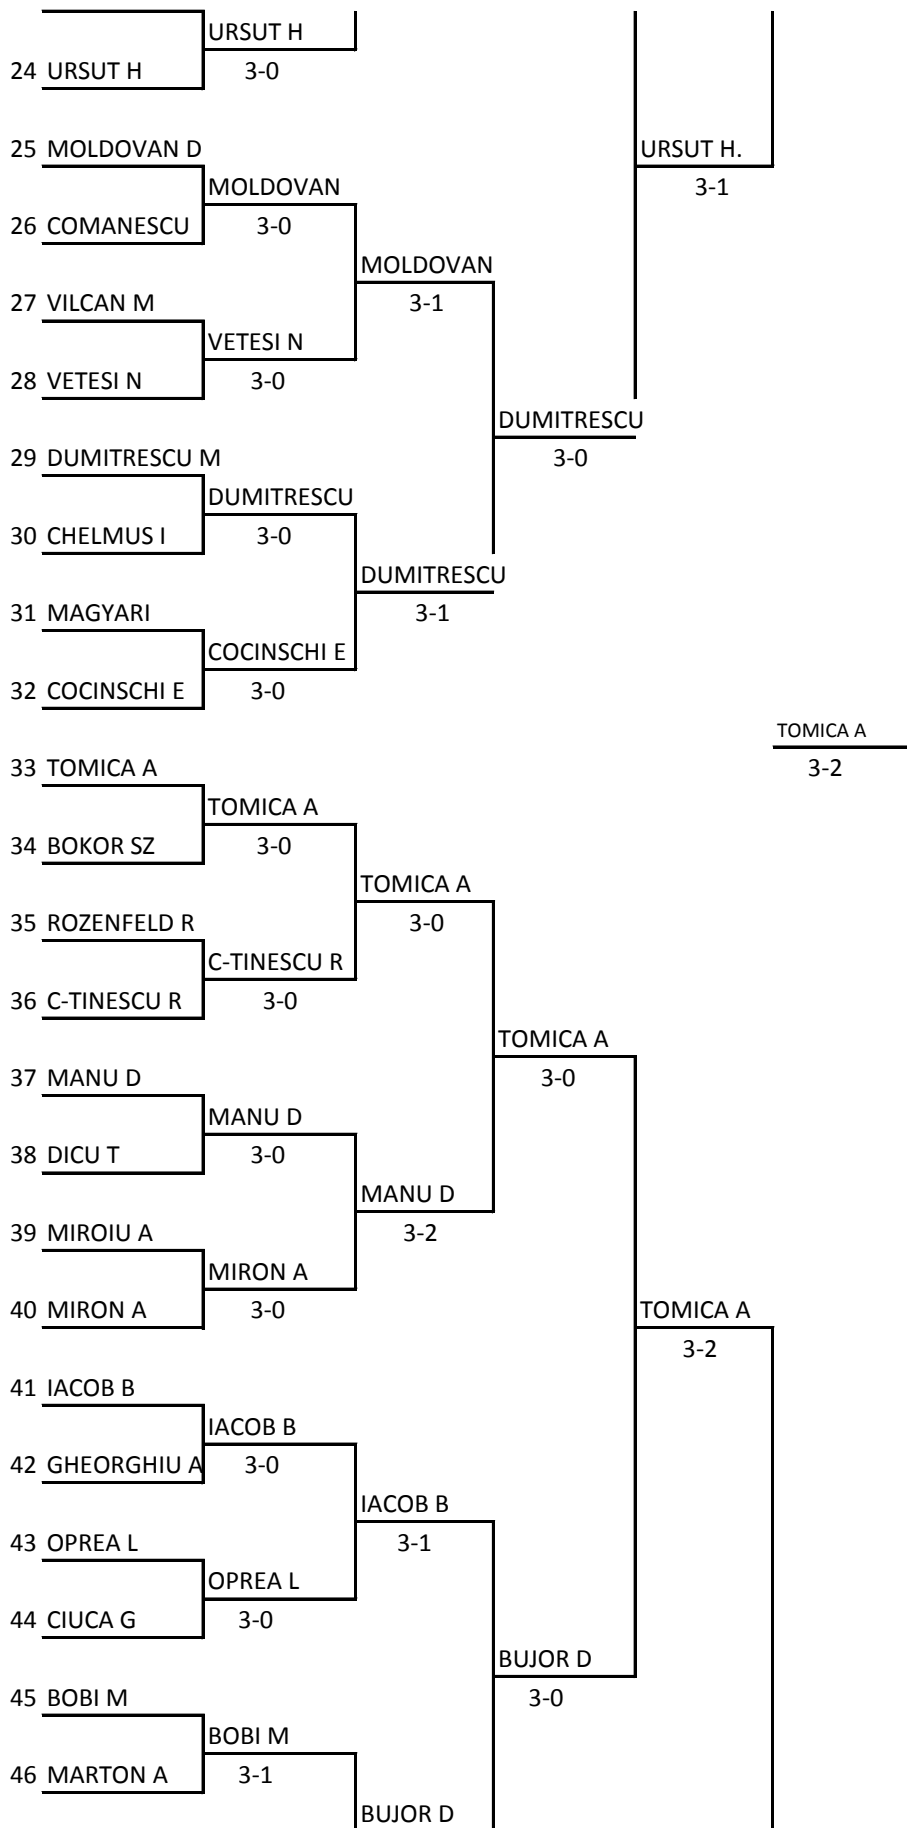 URSUT H
24 URSUT H 3-0
25 MOLDOVAN D URSUT H.
MOLDOVAN 3-1
26 COMANESCU 3-0
MOLDOVAN
27 VILCAN M 3-1
VETESI N
28 VETESI N 3-0
DUMITRESCU
29 DUMITRESCU M 3-0
DUMITRESCU
30 CHELMUS I 3-0
DUMITRESCU
31 MAGYARI 3-1
COCINSCHI E
32 COCINSCHI E 3-0
TOMICA A
33 TOMICA A 3-2
TOMICA A
34 BOKOR SZ 3-0
TOMICA A
35 ROZENFELD R 3-0
C-TINESCU R
36 C-TINESCU R 3-0
TOMICA A
37 MANU D 3-0
MANU D
38 DICU T 3-0
MANU D
39 MIROIU A 3-2
MIRON A
40 MIRON A 3-0 TOMICA A
3-2
41 IACOB B
IACOB B
42 GHEORGHIU A 3-0
IACOB B
43 OPREA L 3-1
OPREA L
44 CIUCA G 3-0
BUJOR D
45 BOBI M 3-0
BOBI M
46 MARTON A 3-1
BUJOR D